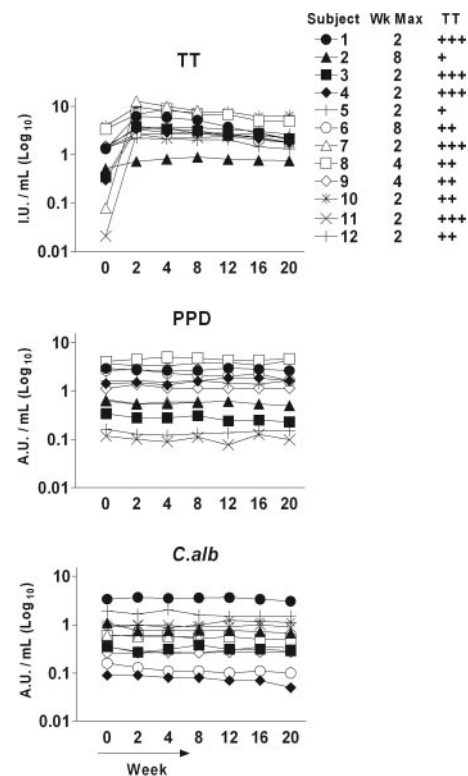 Subject Wk Max TT
1 2 +++
2 8 +
3 2 +++
4 2 +++
5 2 +
6 8 ++
7 2 +++
8 4 ++
9 4 ++
10 2 ++
11 2 +++
12 2 ++
TT
I.U. / mL (Log10)
10
1
0.1
0.01
0 2 4 8 12 16 20
PPD
A.U. / mL (Log10)
10
1
0.1
0.01
0 2 4 8 12 16 20
C.alb
A.U. / mL (Log10)
10
1
0.1
0.01
0 2 4 8 12 16 20
Week